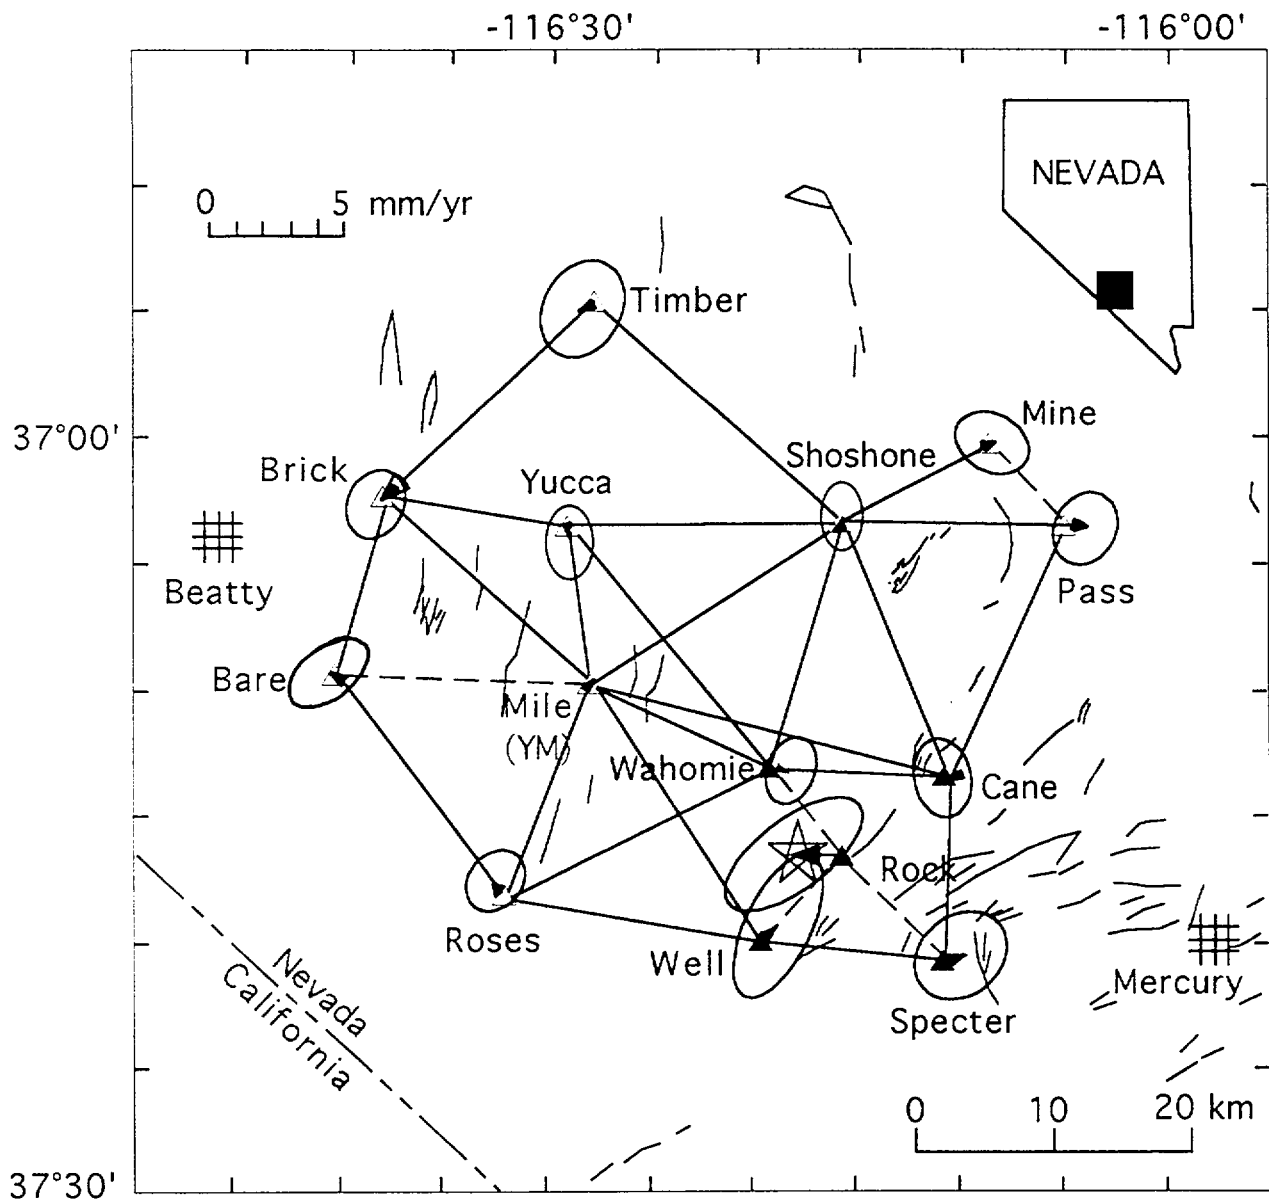 -116°30'
-116°00'
NEVADA
0 5 mm/yr
Timber
Mine
37°00'
Shoshone
Brick
Yucca
Beatty
Pass
Bare
Mile
(YM)
Wahomie
Cane
Rock
Roses
Well
Mercury
Nevada
California
Specter
0 10 20 km
37°30'